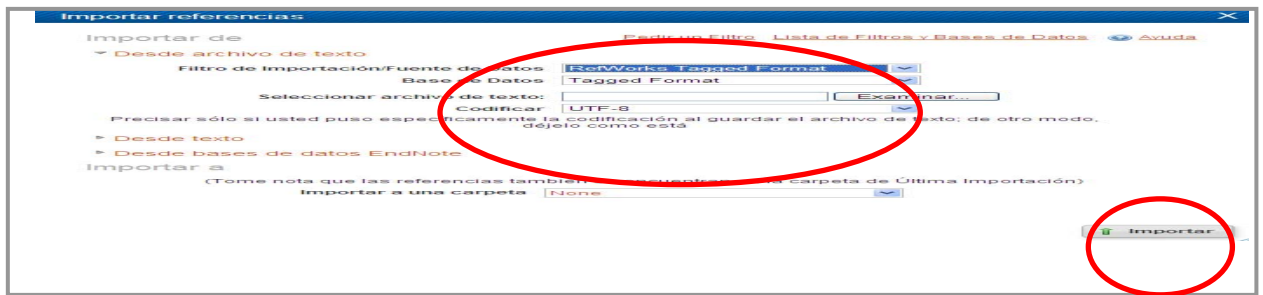 Importar referencias
Importar de Pedir un Filtro Lista de Filtros y Bases de Datos Ayuda
Desde archivo de texto
Filtro de Importación/Fuente de Datos RefWorks Tagged Format
Base de Datos Tagged Format
Seleccionar archivo de texto: Examinar...
Codificar UTF-8
Precisar sólo si usted puso específicamente la codificación al guardar el archivo de texto; de otro modo,
déjelo como está
Desde texto
Desde bases de datos EndNote
Importar a
(Tome nota que las referencias también encuentran carpeta de Última Importación)
Importar a una carpeta None
Importar